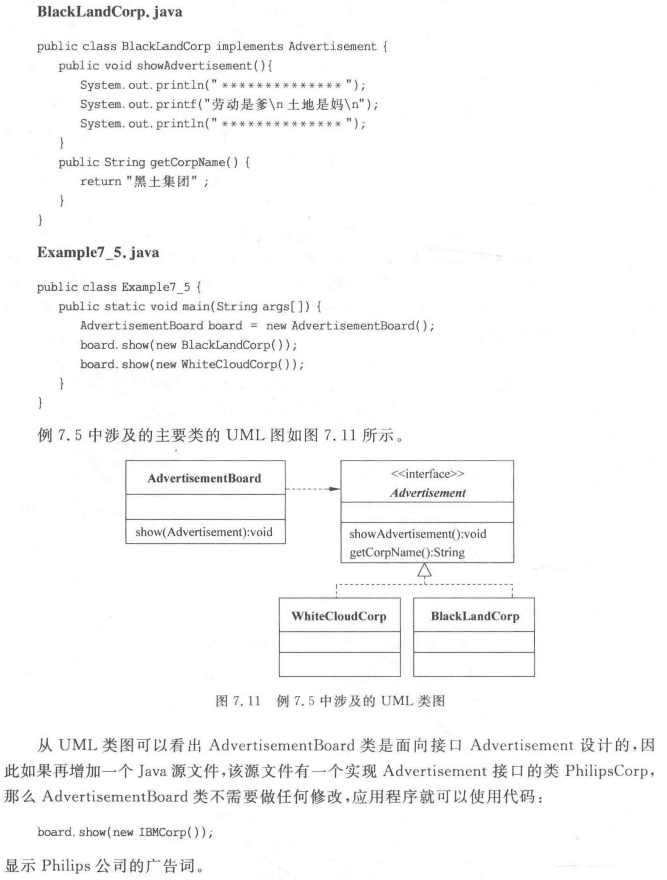 BlackLandCorp.java
public class BlackLandCorp implements Advertisement {
public void showAdvertisement(){
System.out.println("**************");
System.out.printf("劳动是爹\n土地是妈\n");
System.out.println("**************");
}
public String getCorpName() {
return "黑土集团" ;
}
}
Example7_5.java
public class Example7_5 {
public static void main(String args[]) {
AdvertisementBoard board = new AdvertisementBoard();
board.show(new BlackLandCorp());
board.show(new WhiteCloudCorp());
}
}
例 7.5 中涉及的主要类的 UML 图如图 7.11 所示。
AdvertisementBoard
show(Advertisement):void
<<interface>>
Advertisement
showAdvertisement():void
getCorpName():String
WhiteCloudCorp
BlackLandCorp
图 7.11 例 7.5 中涉及的 UML 类图
从 UML 类图可以看出 AdvertisementBoard 类是面向接口 Advertisement 设计的,因
此如果再增加一个 Java 源文件,该源文件有一个实现 Advertisement 接口的类 PhilipsCorp,
那么 AdvertisementBoard 类不需要做任何修改,应用程序就可以使用代码:
board.show(new IBMCorp());
显示 Philips 公司的广告词。